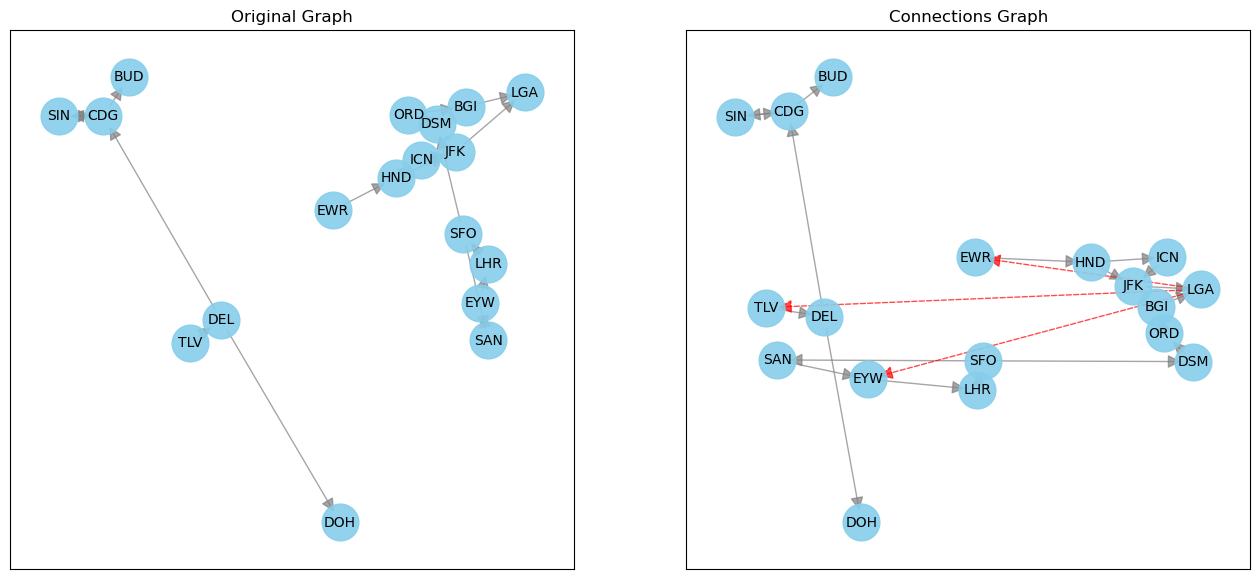 Original Graph
BUD
SIN
CDG
LGA
BGI
ORD
DSM
JFK
ICN
HND
EWR
SFO
LHR
EYW
SAN
DEL
TLV
DOH
Connections Graph
BUD
CDG
SIN
EWR
HND
ICN
JFK
LGA
BGI
TLV
DEL
ORD
SAN
SFO
DSM
EYW
LHR
DOH